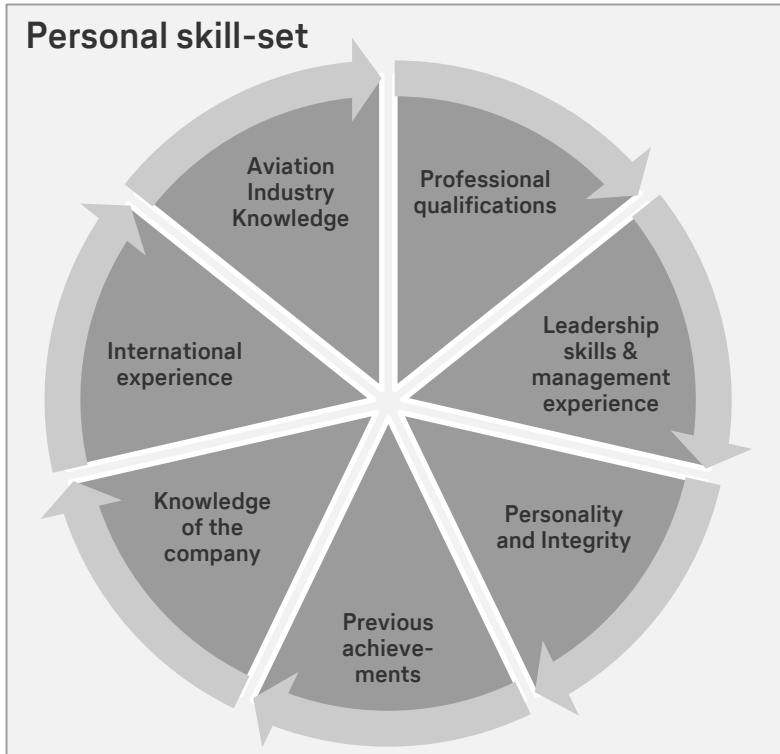 Personal skill-set
Aviation
Industry
Knowledge
Professional
qualifications
Leadership
skills &
management
experience
Personality
and Integrity
Previous
achieve-
ments
Knowledge
of the
company
International
experience